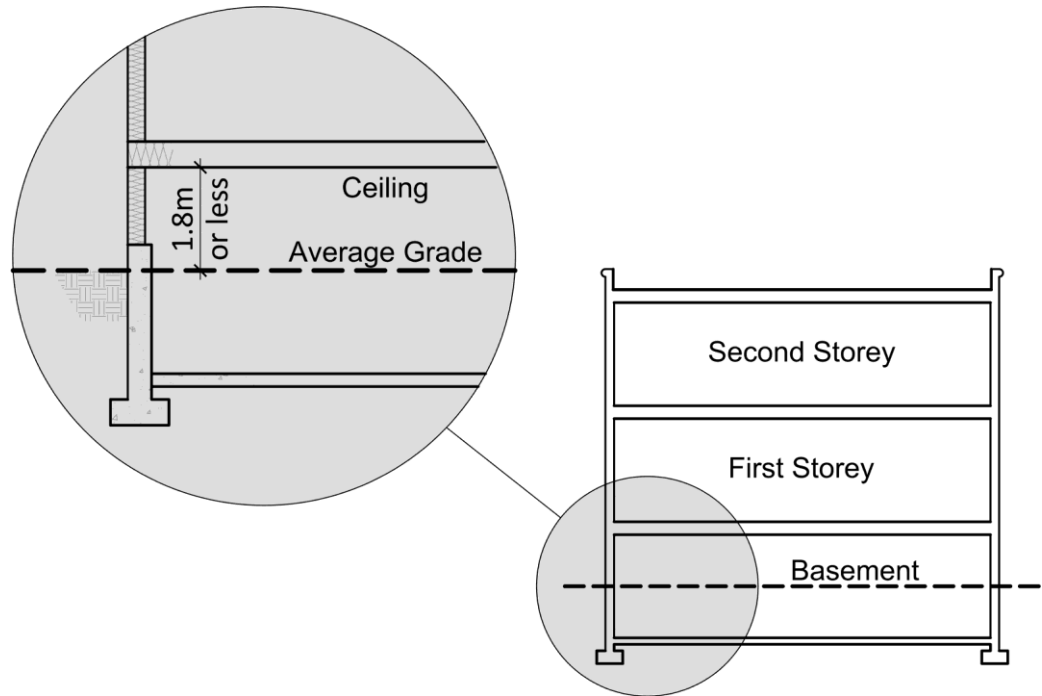 Ceiling
1.8m
or less
Average Grade
Second Storey
First Storey
Basement